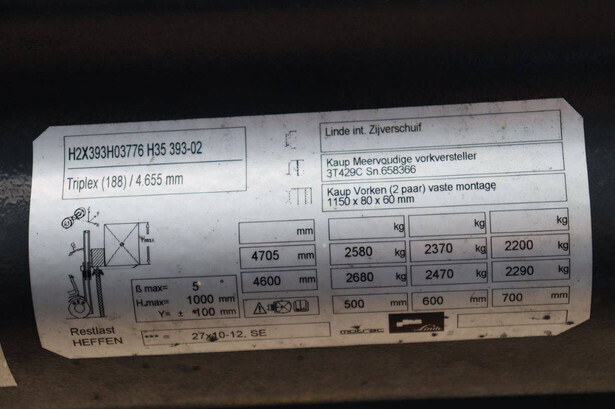 H2X393H03776 H35 393-02
Triplex (188) / 4.655 mm
Linde int. Zijverschuif
Kaup Meervoudige vorkversteller
3T429C Sn.658366
Kaup Vorken (2 paar) vaste montage
1150 x 80 x 60 mm
mm kg kg kg
4705 mm 2580 kg 2370 kg 2200 kg
4600 mm 2680 kg 2470 kg 2290 kg
500 mm 600 mm 700 mm
ß max= 5
H.max= 1000 mm
Y= ± 100 mm
Restlast
HEFFEN
*** = 27x10-12, SE
motrac